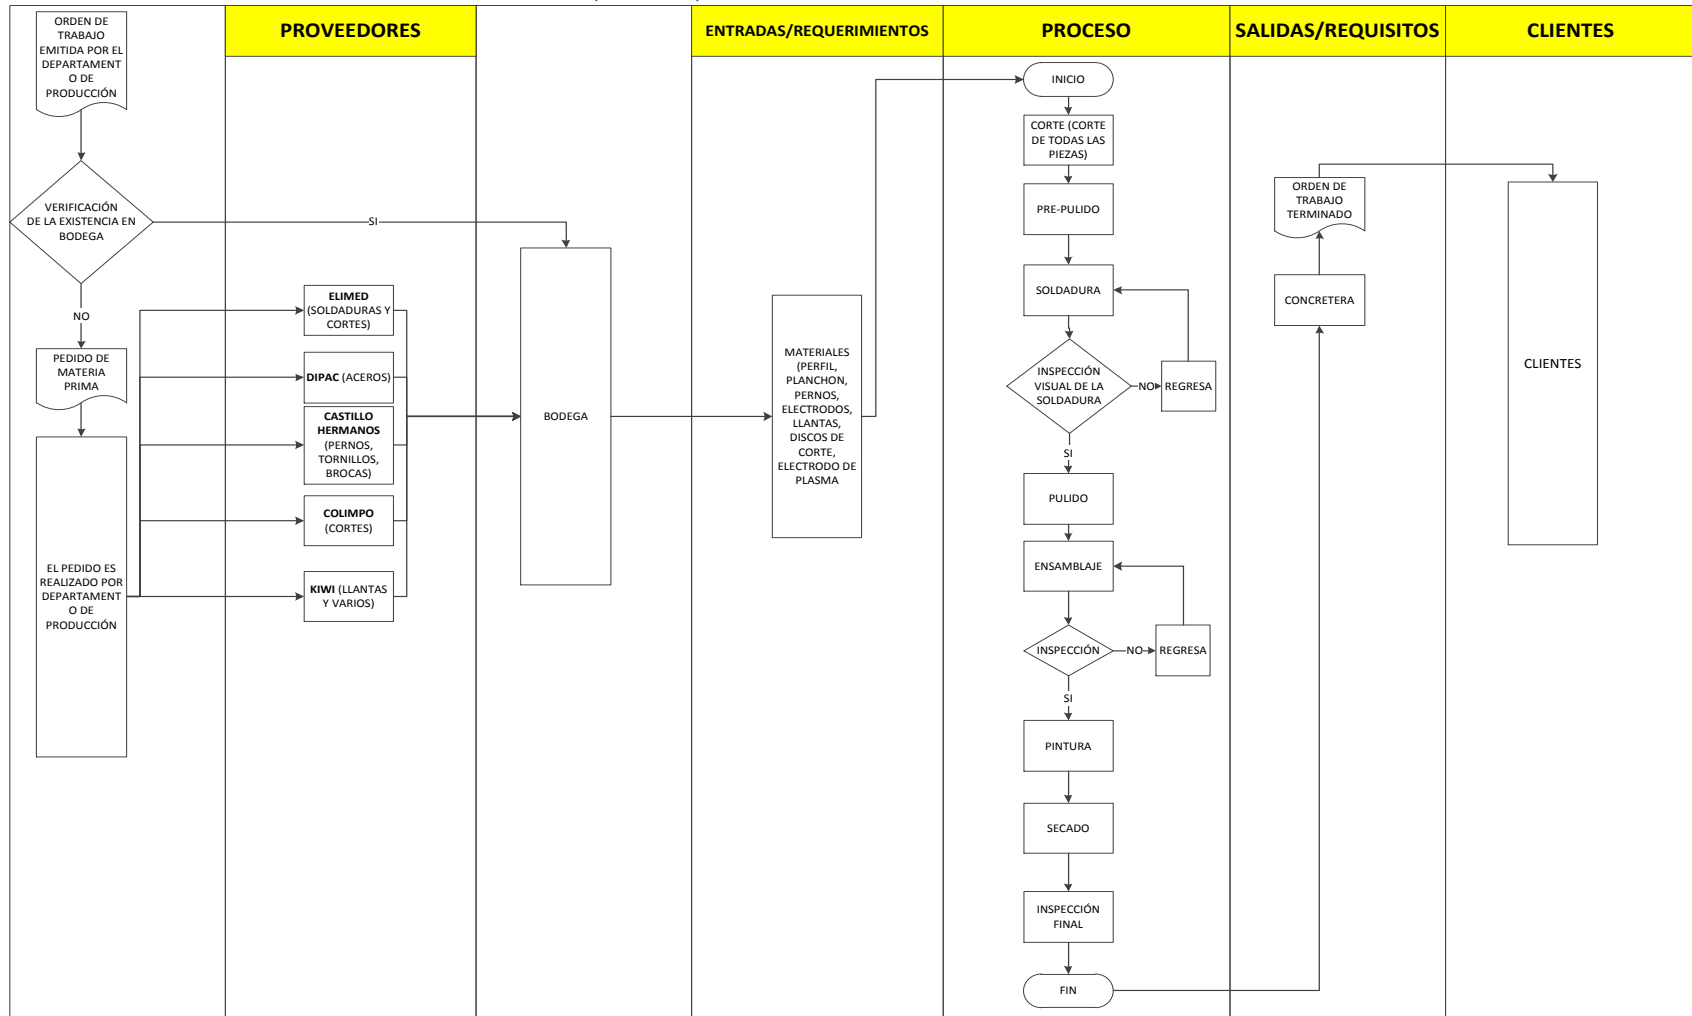 ORDEN DE
TRABAJO
EMITIDA POR EL
DEPARTAMENT
O DE
PRODUCCIÓN
VERIFICACIÓN
DE LA EXISTENCIA EN
BODEGA
SI
NO
PEDIDO DE
MATERIA
PRIMA
EL PEDIDO ES
REALIZADO POR
DEPARTAMENT
O DE
PRODUCCIÓN
PROVEEDORES
ELIMED
(SOLDADURAS Y
CORTES)
DIPAC (ACEROS)
CASTILLO
HERMANOS
(PERNOS,
TORNILLOS,
BROCAS)
COLIMPO
(CORTES)
KIWI (LLANTAS
Y VARIOS)
BODEGA
ENTRADAS/REQUERIMIENTOS
MATERIALES
(PERFIL,
PLANCHON,
PERNOS,
ELECTRODOS,
LLANTAS,
DISCOS DE
CORTE,
ELECTRODO DE
PLASMA
PROCESO
INICIO
CORTE (CORTE
DE TODAS LAS
PIEZAS)
PRE-PULIDO
SOLDADURA
INSPECCIÓN
VISUAL DE LA
SOLDADURA
NO
REGRESA
SI
PULIDO
ENSAMBLAJE
INSPECCIÓN
NO
REGRESA
SI
PINTURA
SECADO
INSPECCIÓN
FINAL
FIN
SALIDAS/REQUISITOS
ORDEN DE
TRABAJO
TERMINADO
CONCRETERA
CLIENTES
CLIENTES